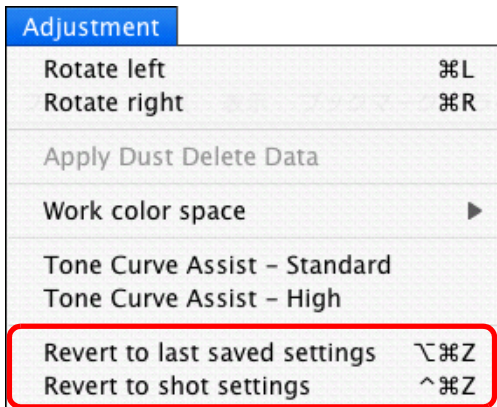 Adjustment
Rotate left ⌘L
Rotate right ⌘R
Apply Dust Delete Data
Work color space ▶
Tone Curve Assist – Standard
Tone Curve Assist – High
Revert to last saved settings ⌥⌘Z
Revert to shot settings ^⌘Z